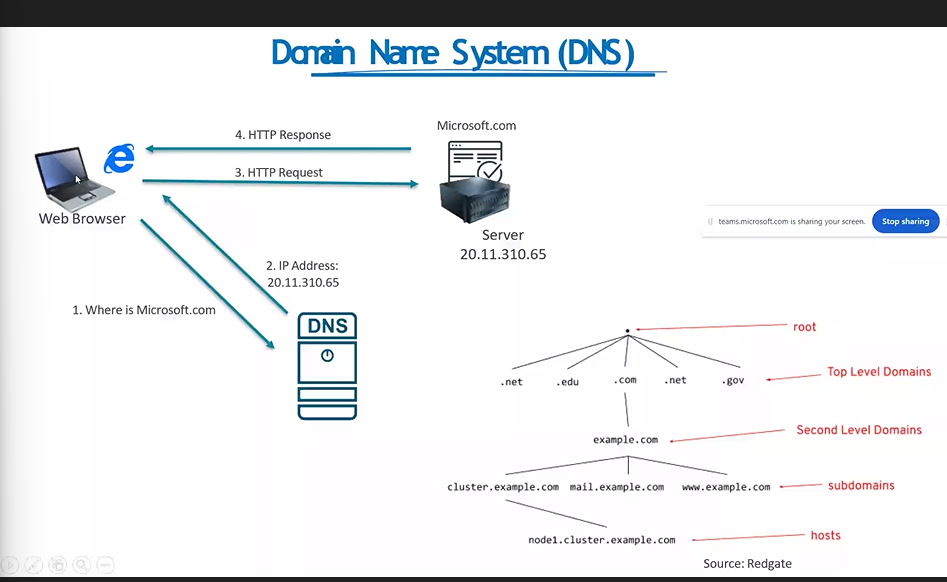 Domain Name System (DNS)
Microsoft.com
4. HTTP Response
3. HTTP Request
Web Browser
Server
20.11.310.65
teams.microsoft.com is sharing your screen.
Stop sharing
2. IP Address:
20.11.310.65
1. Where is Microsoft.com
DNS
root
.net
.edu
.com
.net
.gov
Top Level Domains
example.com
Second Level Domains
cluster.example.com
mail.example.com
www.example.com
subdomains
node1.cluster.example.com
hosts
Source: Redgate